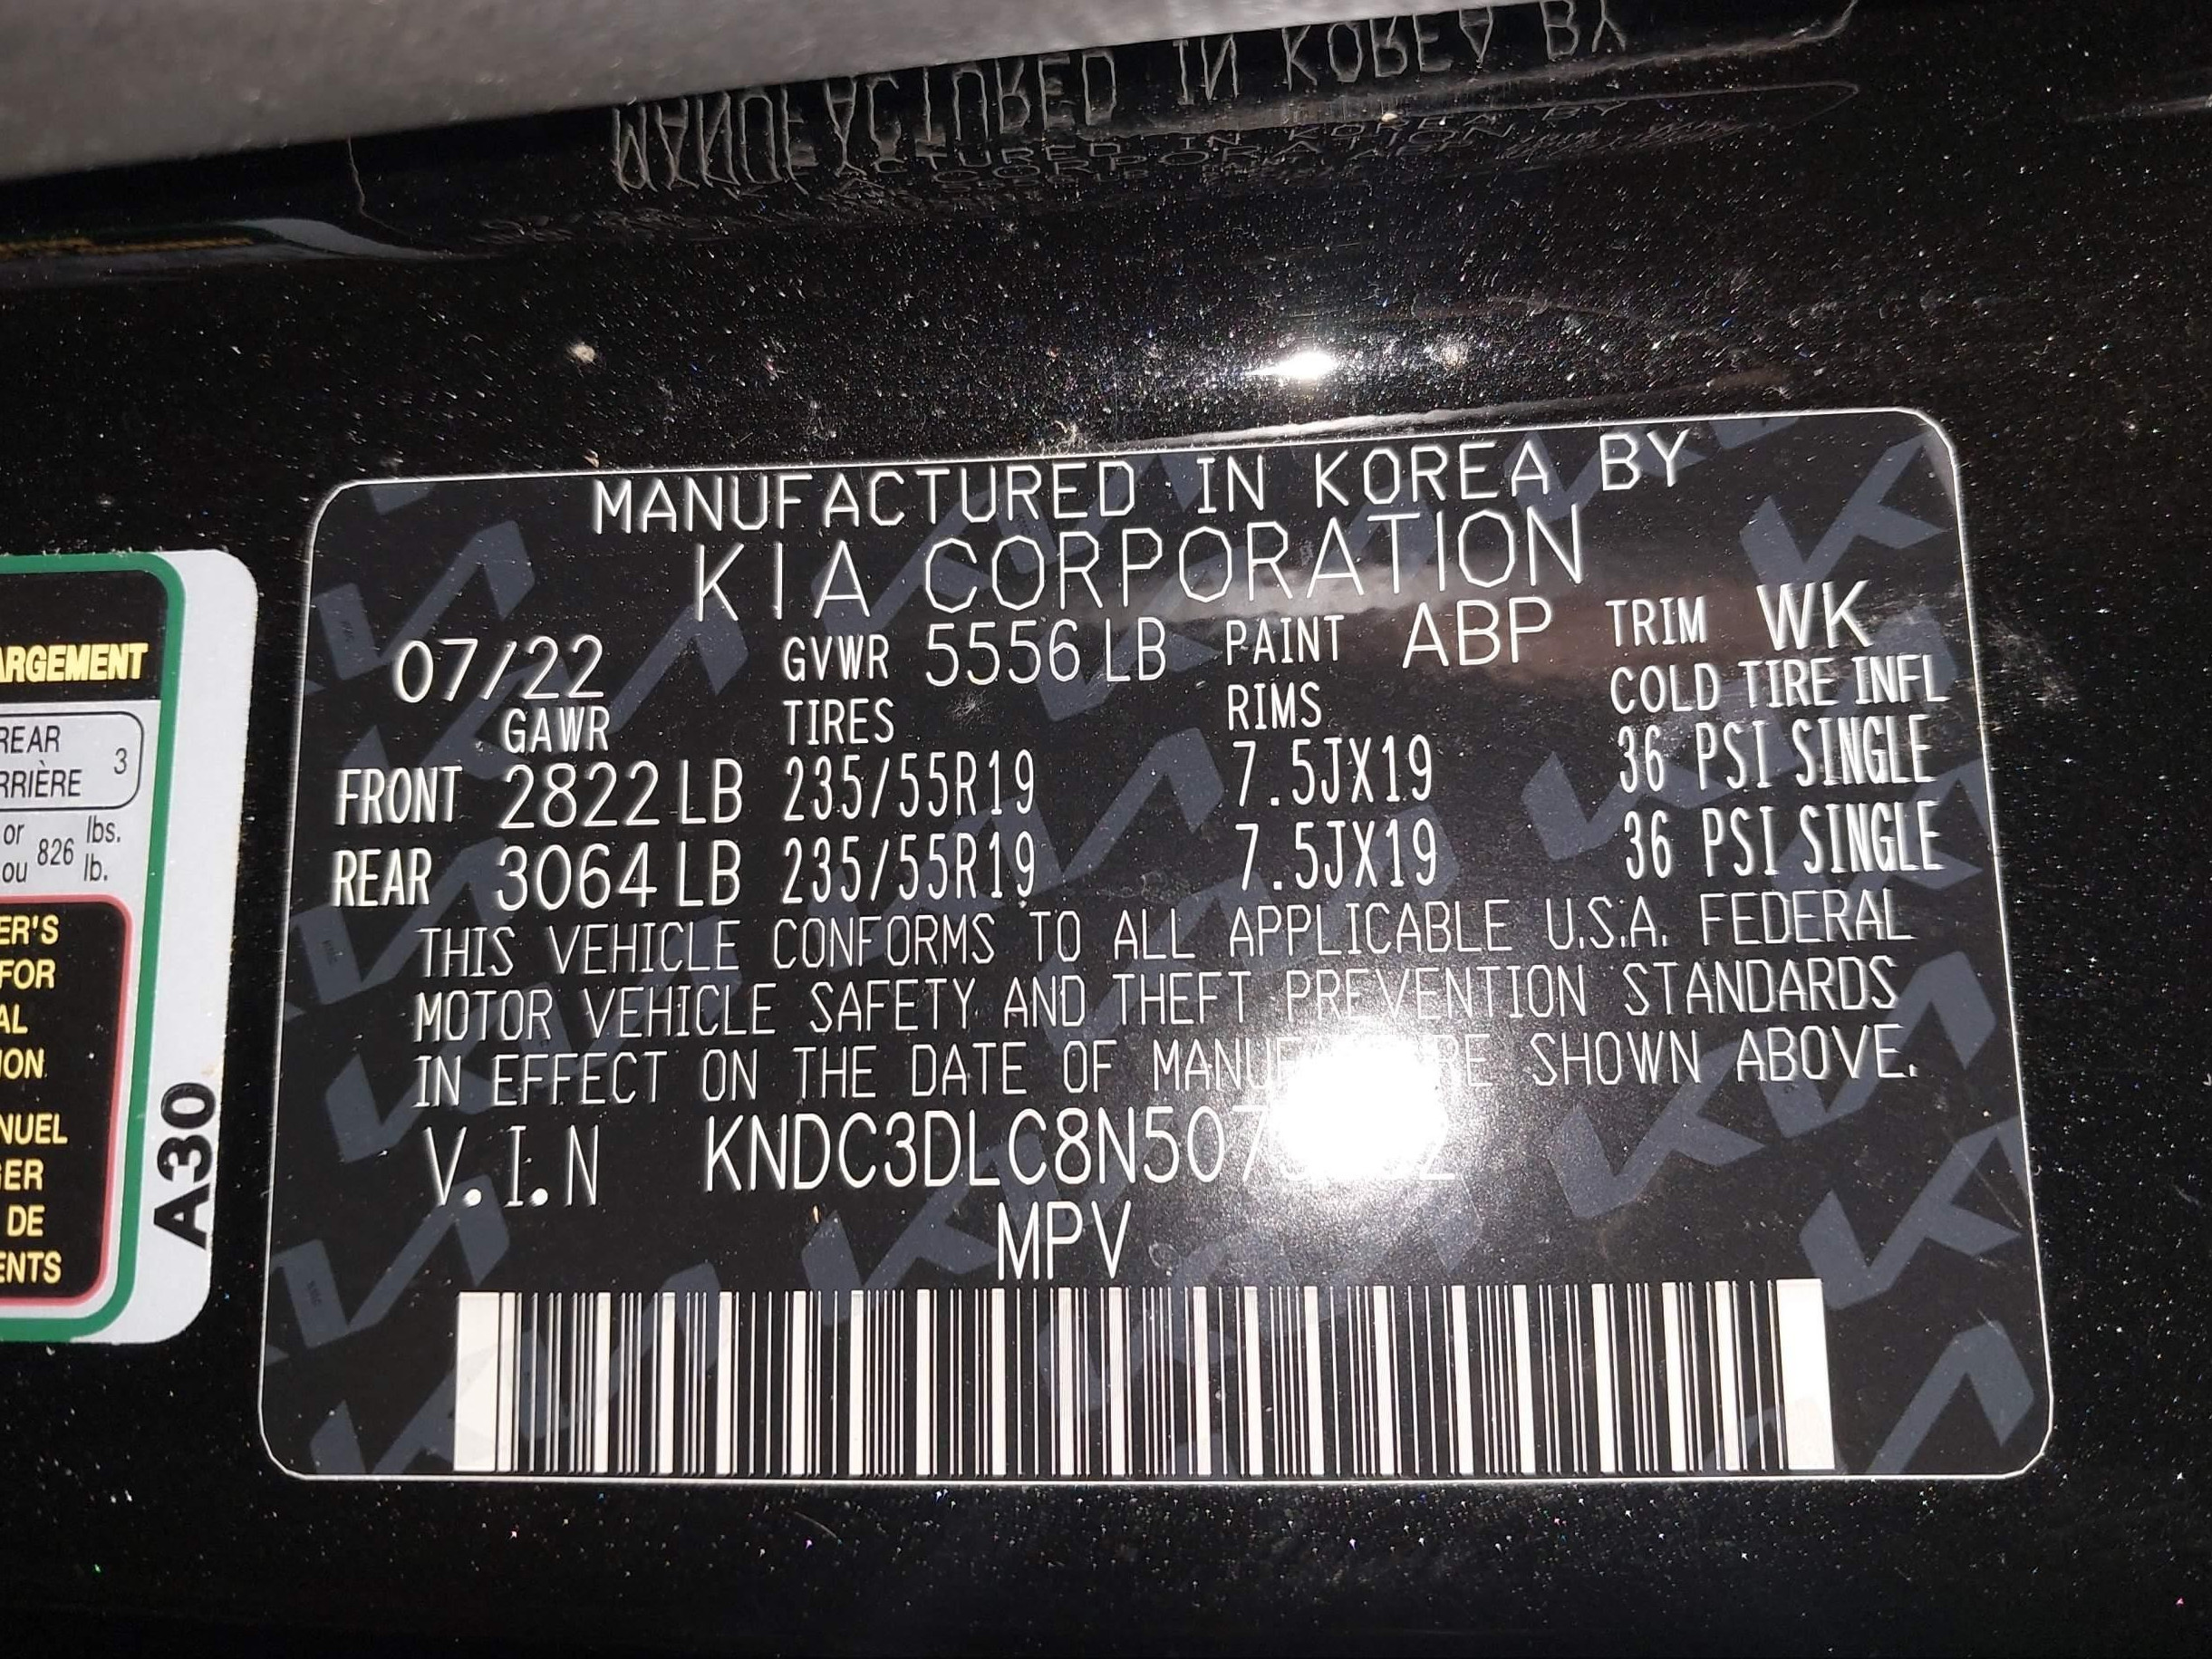 MANUFACTURED IN KOREA BY
MANUFACTURED IN KOREA BY
KIA CORPORATION
07/22 GVWR 5556 LB PAINT ABP TRIM WK
GAWR TIRES RIMS COLD TIRE INFL
FRONT 2822 LB 235/55R19 7.5JX19 36 PSI SINGLE
REAR 3064 LB 235/55R19 7.5JX19 36 PSI SINGLE
THIS VEHICLE CONFORMS TO ALL APPLICABLE U.S.A. FEDERAL
MOTOR VEHICLE SAFETY AND THEFT PREVENTION STANDARDS
IN EFFECT ON THE DATE OF SHOWN ABOVE.
V.I.N
MPV
ARGEMENT
REAR 3
RRIÈRE
or 826 lbs.
ou lb.
ER'S
FOR
AL
ION
NUEL
GER
DE
ENTS
A30